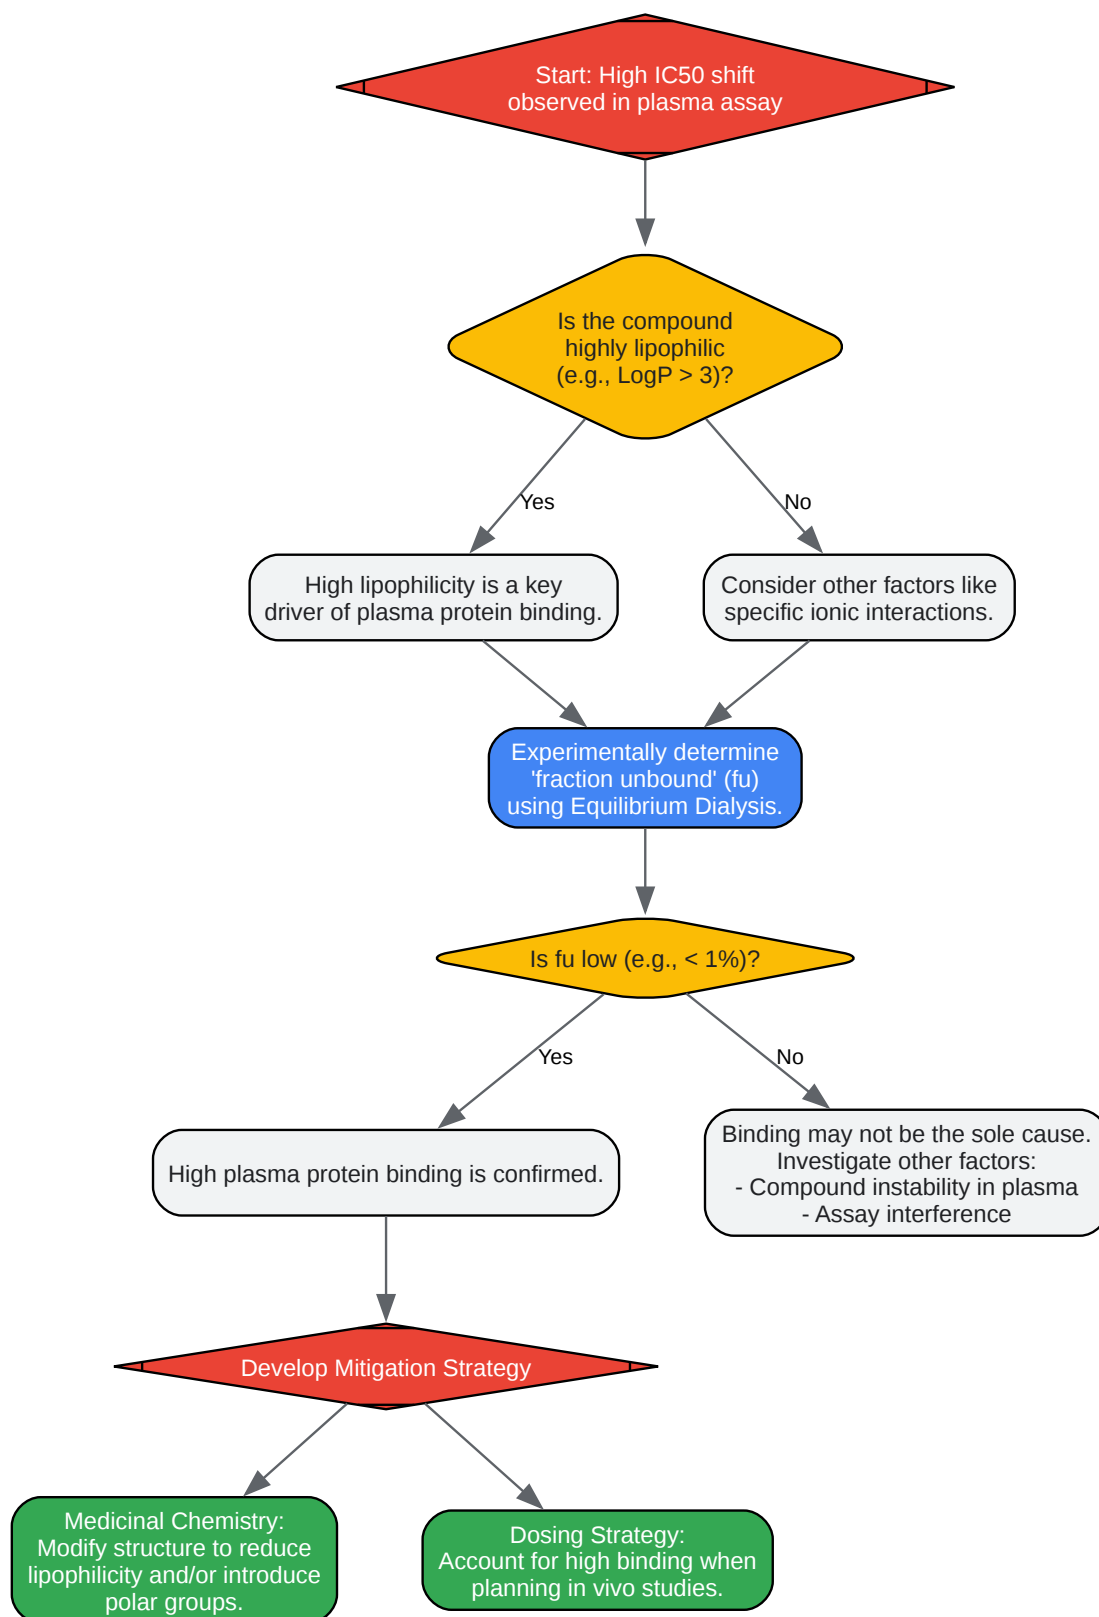 Start: High IC50 shift
observed in plasma assay
Is the compound
highly lipophilic
(e.g., LogP > 3)?
Yes
No
High lipophilicity is a key
driver of plasma protein binding.
Consider other factors like
specific ionic interactions.
Experimentally determine
'fraction unbound' (fu)
using Equilibrium Dialysis.
Is fu low (e.g., < 1%)?
Yes
No
High plasma protein binding is confirmed.
Binding may not be the sole cause.
Investigate other factors:
- Compound instability in plasma
- Assay interference
Develop Mitigation Strategy
Medicinal Chemistry:
Modify structure to reduce
lipophilicity and/or introduce
polar groups.
Dosing Strategy:
Account for high binding when
planning in vivo studies.